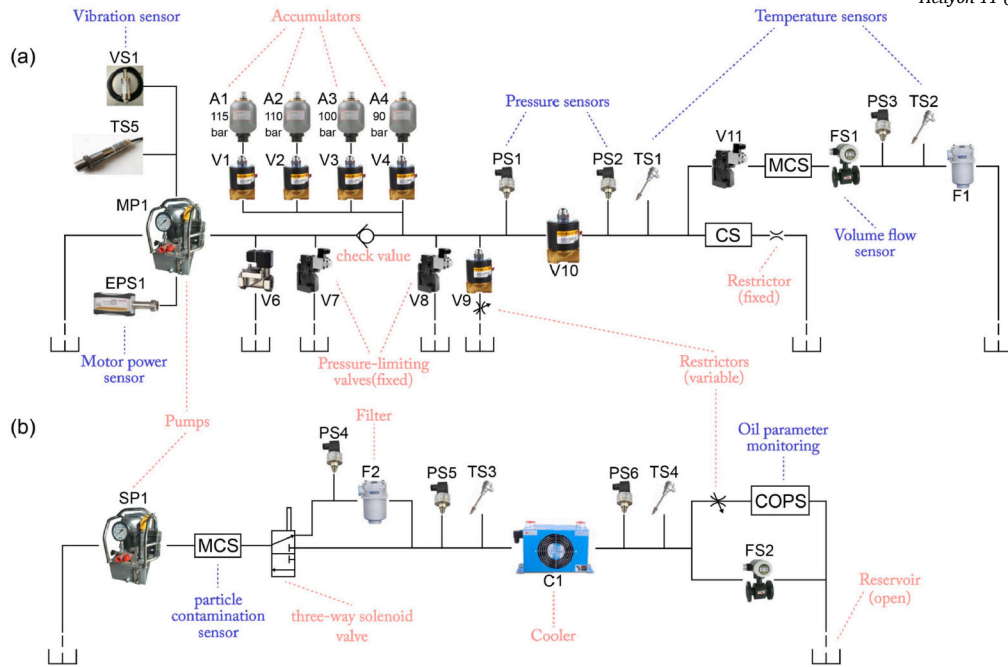 Heliyon 11 (
Vibration sensor
Accumulators
Temperature sensors
(a)
VS1
A1
A2
A3
A4
115
110
100
90
bar
bar
bar
bar
Pressure sensors
PS3
TS2
TS5
V1
V2
V3
V4
PS1
PS2
TS1
V11
FS1
MCS
F1
MP1
check value
CS
Volume flow
sensor
EPS1
V6
V7
V8
V9
V10
Restrictor
(fixed)
Motor power
sensor
Pressure-limiting
valves(fixed)
Restrictors
(variable)
Pumps
(b)
Filter
Oil parameter
monitoring
PS4
F2
PS5
TS3
PS6
TS4
SP1
MCS
COPS
FS2
C1
particle
contamination
sensor
three-way solenoid
valve
Cooler
Reservoir
(open)